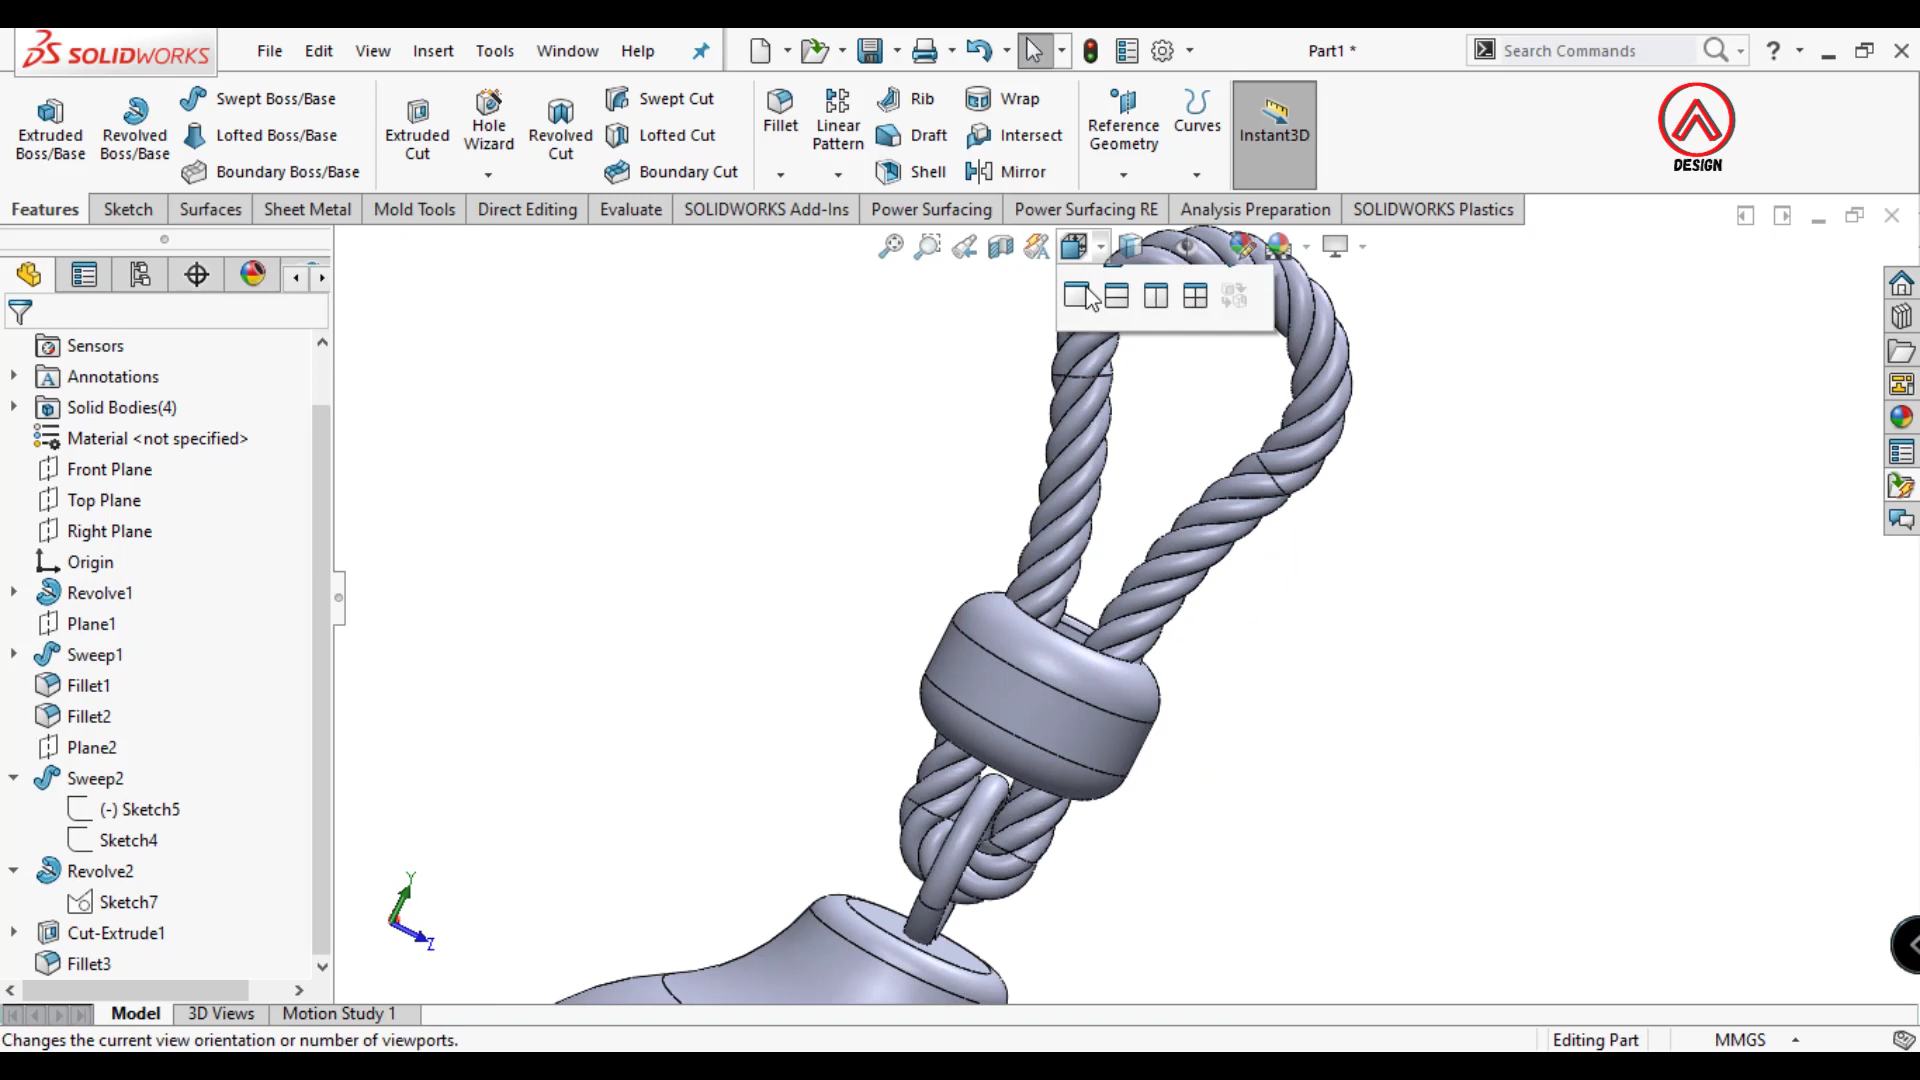 SOLIDWORKS
File Edit View Insert Tools Window Help
Part1 *
Search Commands
?
Extruded Boss/Base
Revolved Boss/Base
Swept Boss/Base
Lofted Boss/Base
Boundary Boss/Base
Extruded Cut
Hole Wizard
Revolved Cut
Swept Cut
Lofted Cut
Boundary Cut
Fillet
Linear Pattern
Rib
Draft
Shell
Wrap
Intersect
Mirror
Reference Geometry
Curves
Instant3D
DESIGN
Features Sketch Surfaces Sheet Metal Mold Tools Direct Editing Evaluate SOLIDWORKS Add-Ins Power Surfacing Power Surfacing RE Analysis Preparation SOLIDWORKS Plastics
Sensors
Annotations
Solid Bodies(4)
Material <not specified>
Front Plane
Top Plane
Right Plane
Origin
Revolve1
Plane1
Sweep1
Fillet1
Fillet2
Plane2
Sweep2
(-) Sketch5
Sketch4
Revolve2
Sketch7
Cut-Extrude1
Fillet3
Y
Z
Model 3D Views Motion Study 1
Changes the current view orientation or number of viewports.
Editing Part
MMGS